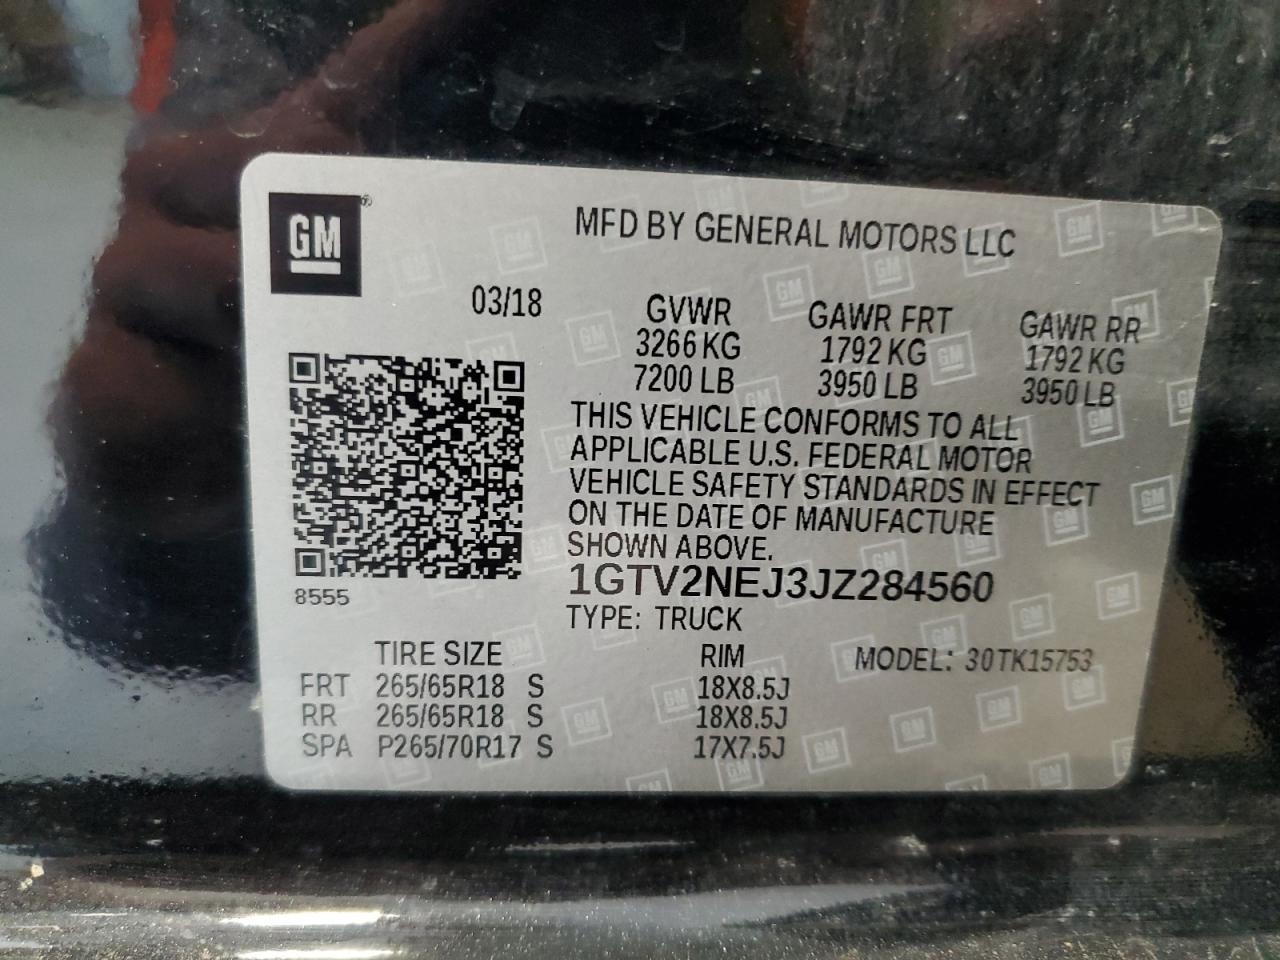 GM®
MFD BY GENERAL MOTORS LLC
03/18
GVWR GAWR FRT GAWR RR
3266 KG 1792 KG 1792 KG
7200 LB 3950 LB 3950 LB
THIS VEHICLE CONFORMS TO ALL
APPLICABLE U.S. FEDERAL MOTOR
VEHICLE SAFETY STANDARDS IN EFFECT
ON THE DATE OF MANUFACTURE
SHOWN ABOVE.
1GTV2NEJ3JZ284560
TYPE: TRUCK
8555
TIRE SIZE RIM MODEL: 30TK15753
FRT 265/65R18 S 18X8.5J
RR 265/65R18 S 18X8.5J
SPA P265/70R17 S 17X7.5J